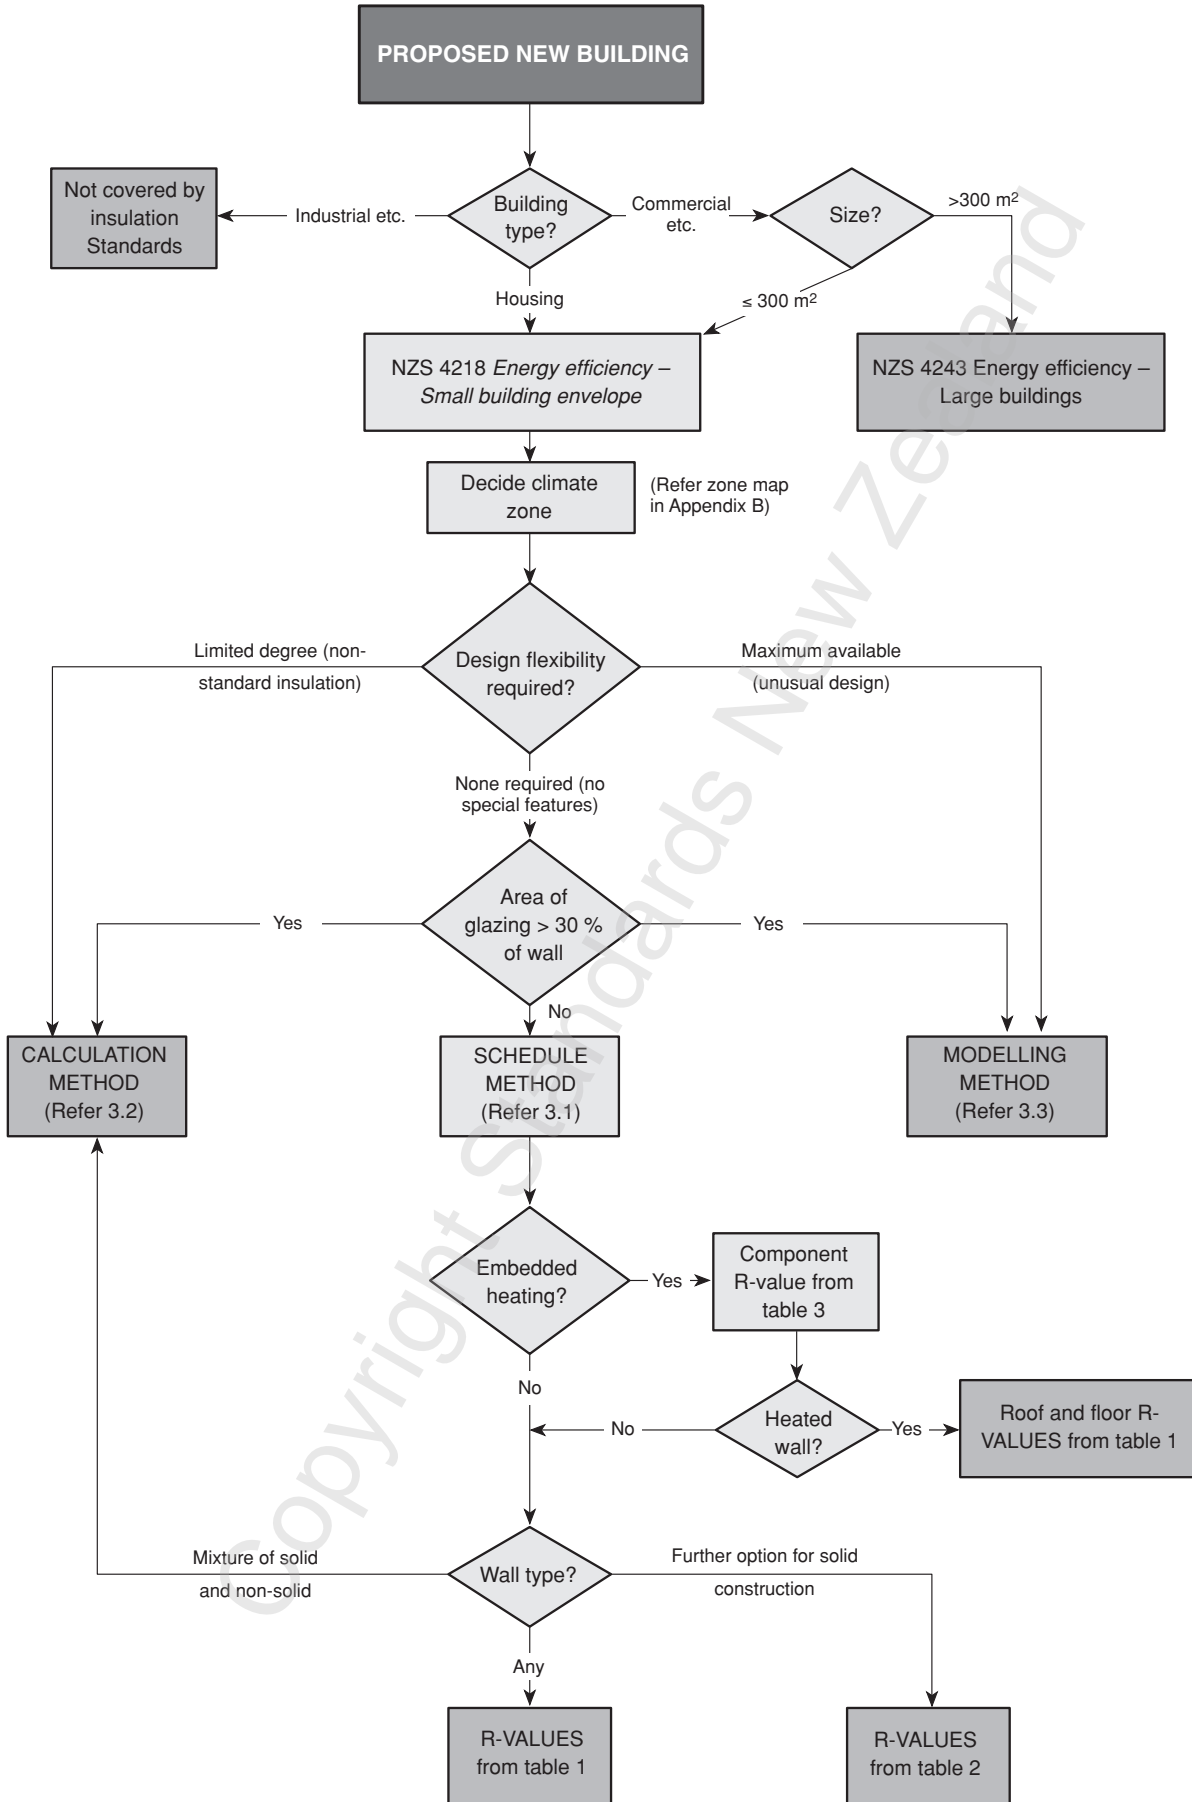 PROPOSED NEW BUILDING
Not covered by
insulation
Standards
Industrial etc.
Building
type?
Commercial
etc.
Size?
>300 m²
Housing
≤ 300 m²
NZS 4218 Energy efficiency –
Small building envelope
NZS 4243 Energy efficiency –
Large buildings
Decide climate
zone
(Refer zone map
in Appendix B)
Limited degree (non-
standard insulation)
Design flexibility
required?
Maximum available
(unusual design)
None required (no
special features)
Yes
Area of
glazing > 30 %
of wall
Yes
No
CALCULATION
METHOD
(Refer 3.2)
SCHEDULE
METHOD
(Refer 3.1)
MODELLING
METHOD
(Refer 3.3)
Embedded
heating?
Yes
Component
R-value from
table 3
No
No
Heated
wall?
Yes
Roof and floor R-
VALUES from table 1
Mixture of solid
and non-solid
Wall type?
Further option for solid
construction
Any
R-VALUES
from table 1
R-VALUES
from table 2
Copyright Standards New Zealand